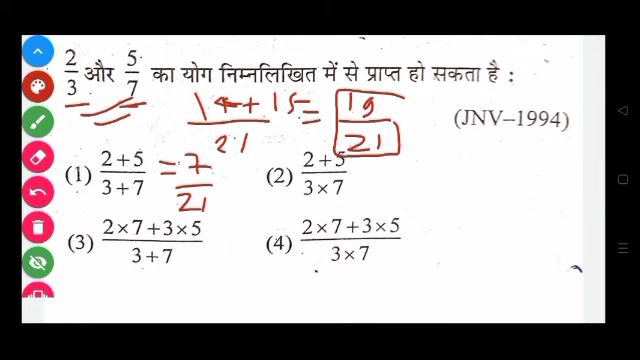 2/3 और 5/7 का योग निम्नलिखित में से प्राप्त हो सकता है :
14+15/21 = 19/21
(JNV–1994)
(1) 2+5/3+7 = 7/21 (2) 2+5/3×7
(3) 2×7+3×5/3+7 (4) 2×7+3×5/3×7